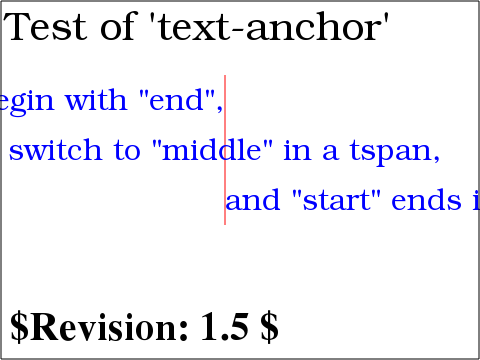 Test of 'text-anchor'
egin with "end",
switch to "middle" in a tspan,
and "start" ends i
$Revision: 1.5 $